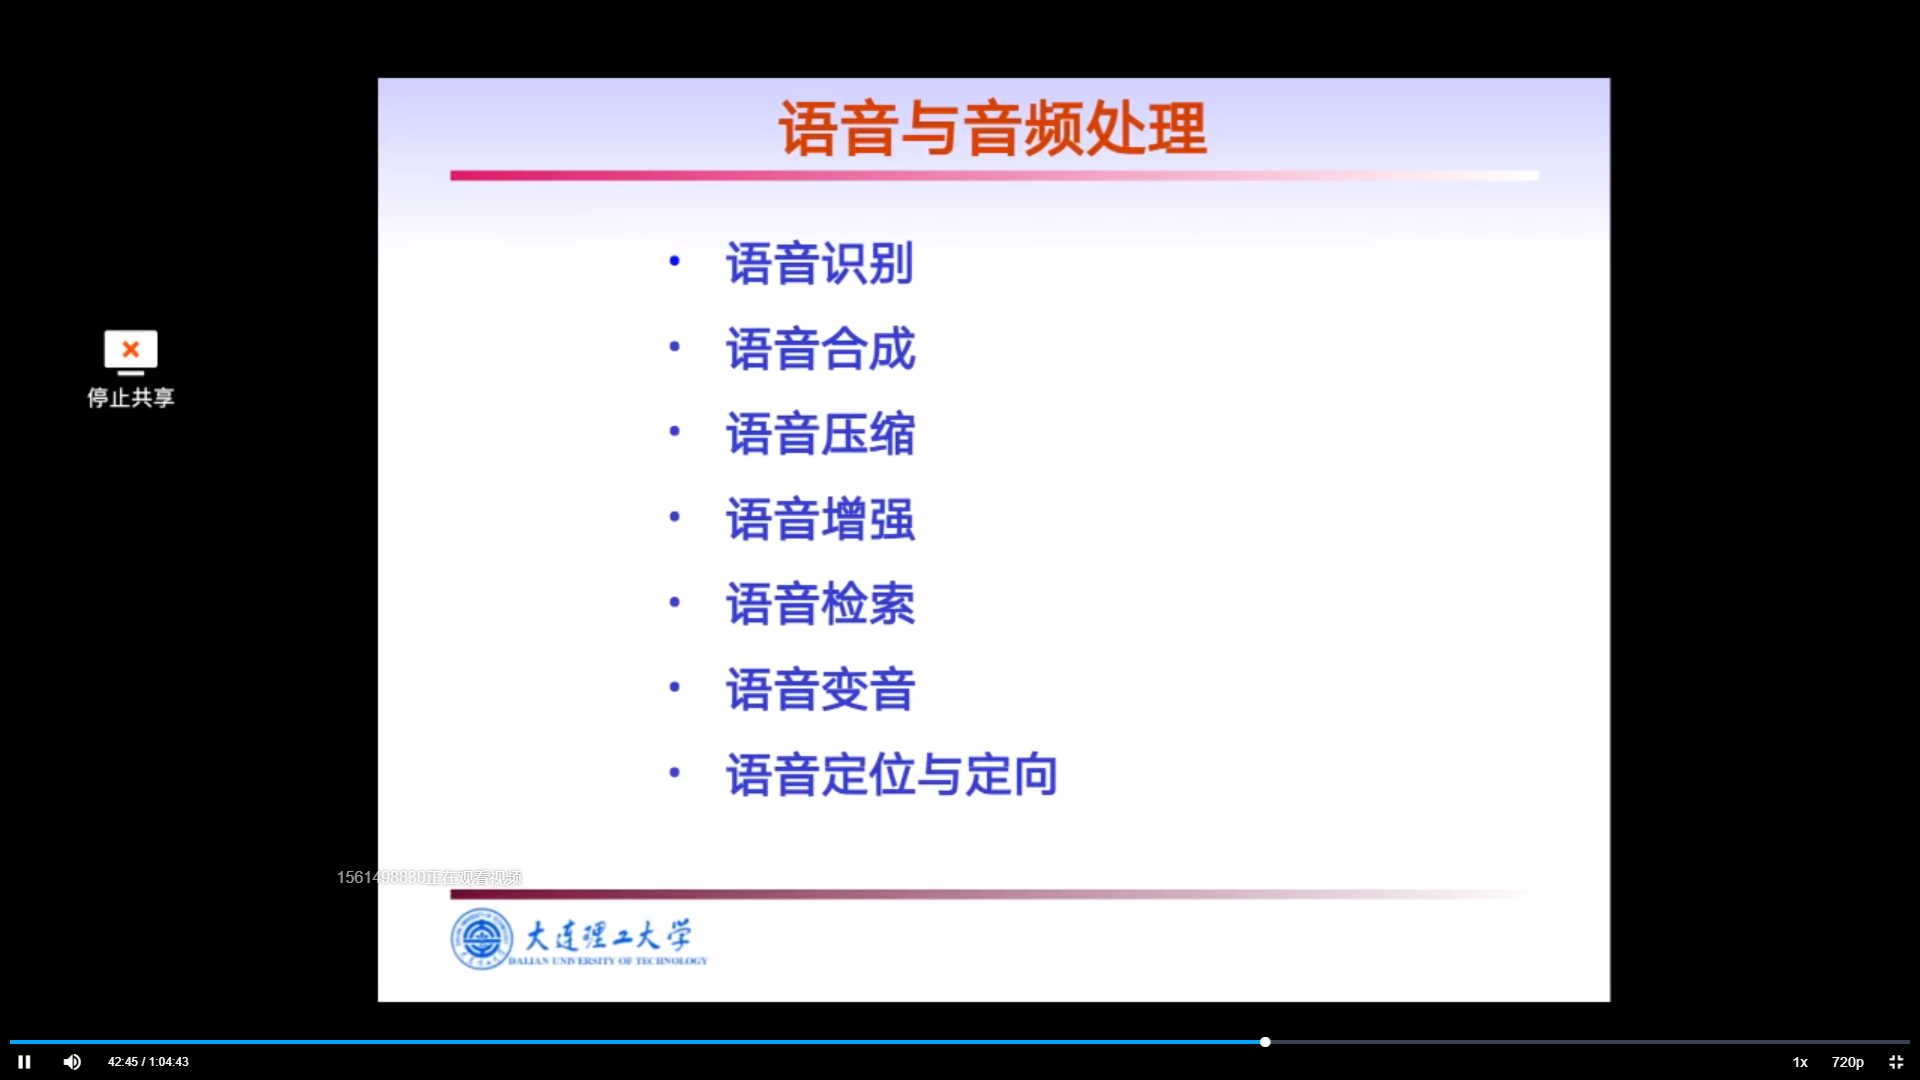 语音与音频处理
• 语音识别
• 语音合成
停止共享
• 语音压缩
• 语音增强
• 语音检索
• 语音变音
• 语音定位与定向
1561498830正在观看视频
大连理工大学
DALIAN UNIVERSITY OF TECHNOLOGY
42:45 / 1:04:43
1x
720p